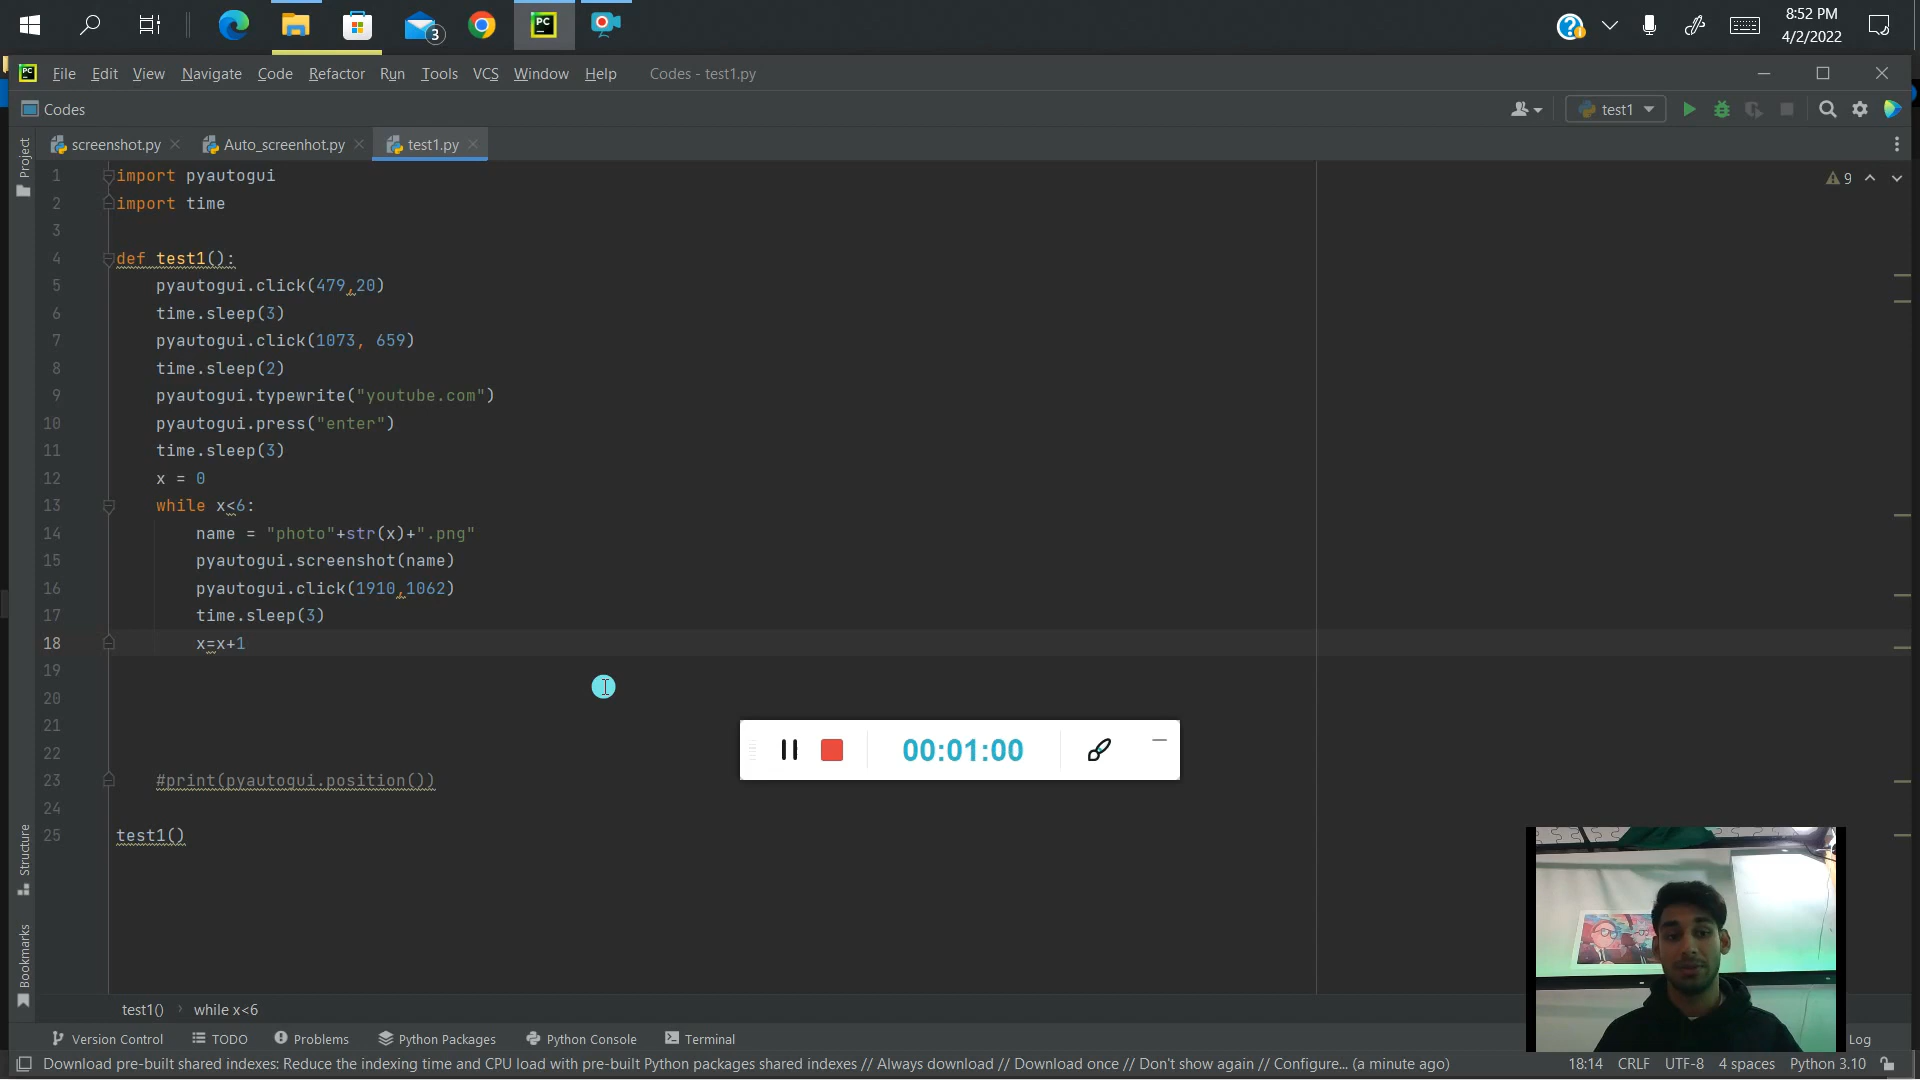 3
8:52 PM
4/2/2022
PC File Edit View Navigate Code Refactor Run Tools VCS Window Help Codes - test1.py
Codes
test1
screenshot.py Auto_screenhot.py test1.py
Project
9
1 import pyautogui
2 import time
3
4 def test1():
5 pyautogui.click(479,20)
6 time.sleep(3)
7 pyautogui.click(1073, 659)
8 time.sleep(2)
9 pyautogui.typewrite("youtube.com")
10 pyautogui.press("enter")
11 time.sleep(3)
12 x = 0
13 while x<6:
14 name = "photo"+str(x)+".png"
15 pyautogui.screenshot(name)
16 pyautogui.click(1910,1062)
17 time.sleep(3)
18 x=x+1
19
20
21
22
23 #print(pyautogui.position())
24
25 test1()
00:01:00
Structure
Bookmarks
test1() › while x<6
Version Control TODO Problems Python Packages Python Console Terminal Log
Download pre-built shared indexes: Reduce the indexing time and CPU load with pre-built Python packages shared indexes // Always download // Download once // Don't show again // Configure... (a minute ago) 18:14 CRLF UTF-8 4 spaces Python 3.10